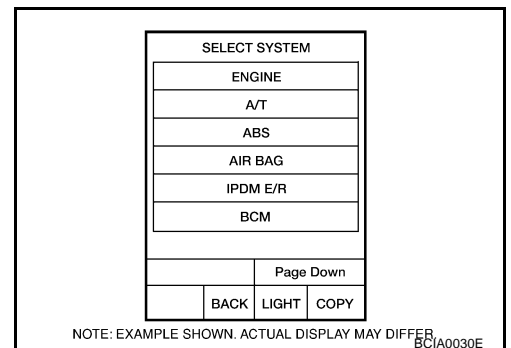 SELECT SYSTEM
ENGINE
A/T
ABS
AIR BAG
IPDM E/R
BCM
Page Down
BACK LIGHT COPY
NOTE: EXAMPLE SHOWN. ACTUAL DISPLAY MAY DIFFER
BCIA0030E